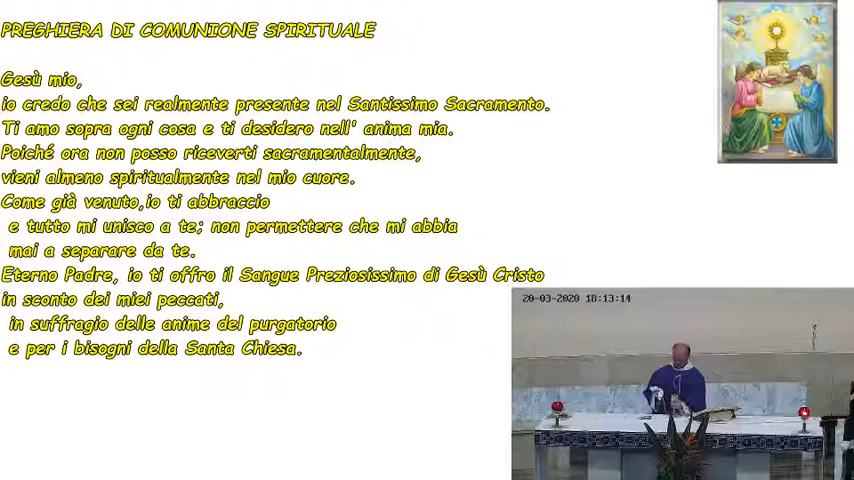 PREGHIERA DI COMUNIONE SPIRITUALE
Gesù mio,
io credo che sei realmente presente nel Santissimo Sacramento.
Ti amo sopra ogni cosa e ti desidero nell' anima mia.
Poiché ora non posso riceverti sacramentalmente,
vieni almeno spiritualmente nel mio cuore.
Come già venuto,io ti abbraccio
e tutto mi unisco a te; non permettere che mi abbia
mai a separare da te.
Eterno Padre, io ti offro il Sangue Preziosissimo di Gesù Cristo
in sconto dei miei peccati,
in suffragio delle anime del purgatorio
e per i bisogni della Santa Chiesa.
20-03-2020 18:13:14